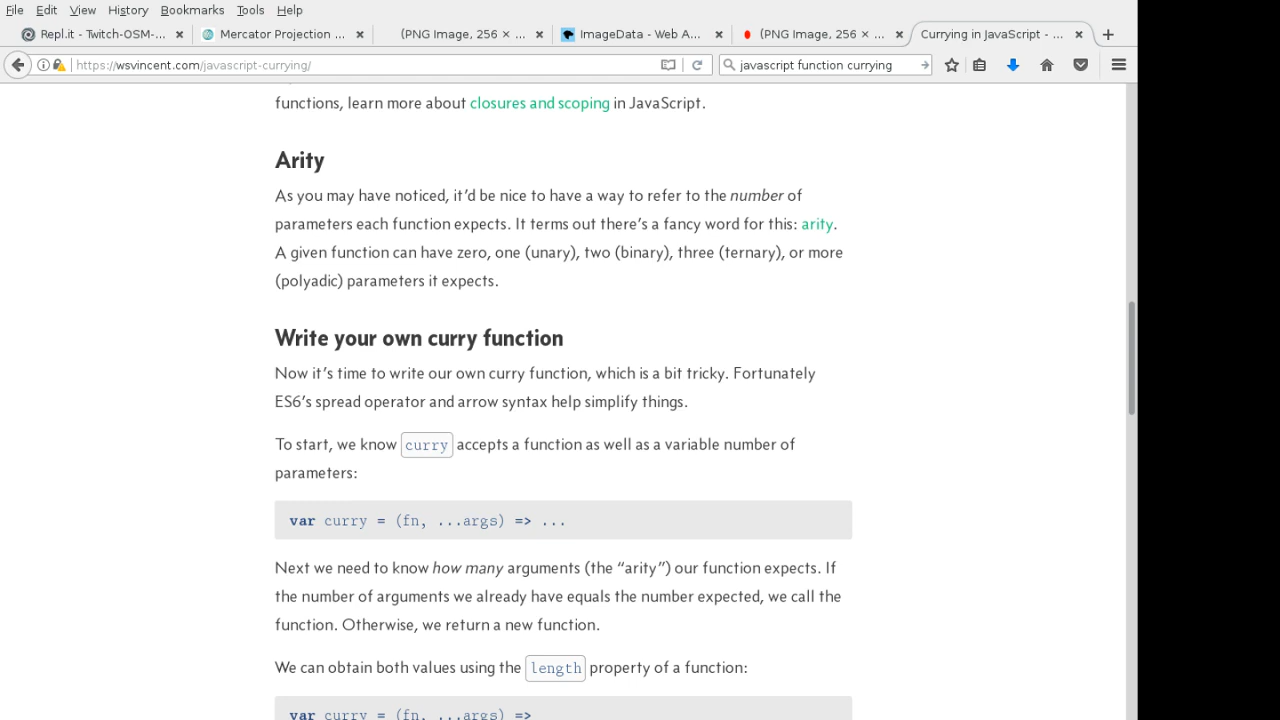 File Edit View History Bookmarks Tools Help
Repl.it - Twitch-OSM-... Mercator Projection ... (PNG Image, 256 × ... ImageData - Web A... (PNG Image, 256 × ... Currying in JavaScript - ...
https://wsvincent.com/javascript-currying/ javascript function currying
functions, learn more about closures and scoping in JavaScript.
Arity
As you may have noticed, it’d be nice to have a way to refer to the number of
parameters each function expects. It terms out there’s a fancy word for this: arity.
A given function can have zero, one (unary), two (binary), three (ternary), or more
(polyadic) parameters it expects.
Write your own curry function
Now it’s time to write our own curry function, which is a bit tricky. Fortunately
ES6’s spread operator and arrow syntax help simplify things.
To start, we know curry accepts a function as well as a variable number of
parameters:
var curry = (fn, ...args) => ...
Next we need to know how many arguments (the “arity”) our function expects. If
the number of arguments we already have equals the number expected, we call the
function. Otherwise, we return a new function.
We can obtain both values using the length property of a function:
var curry = (fn, ...args) =>